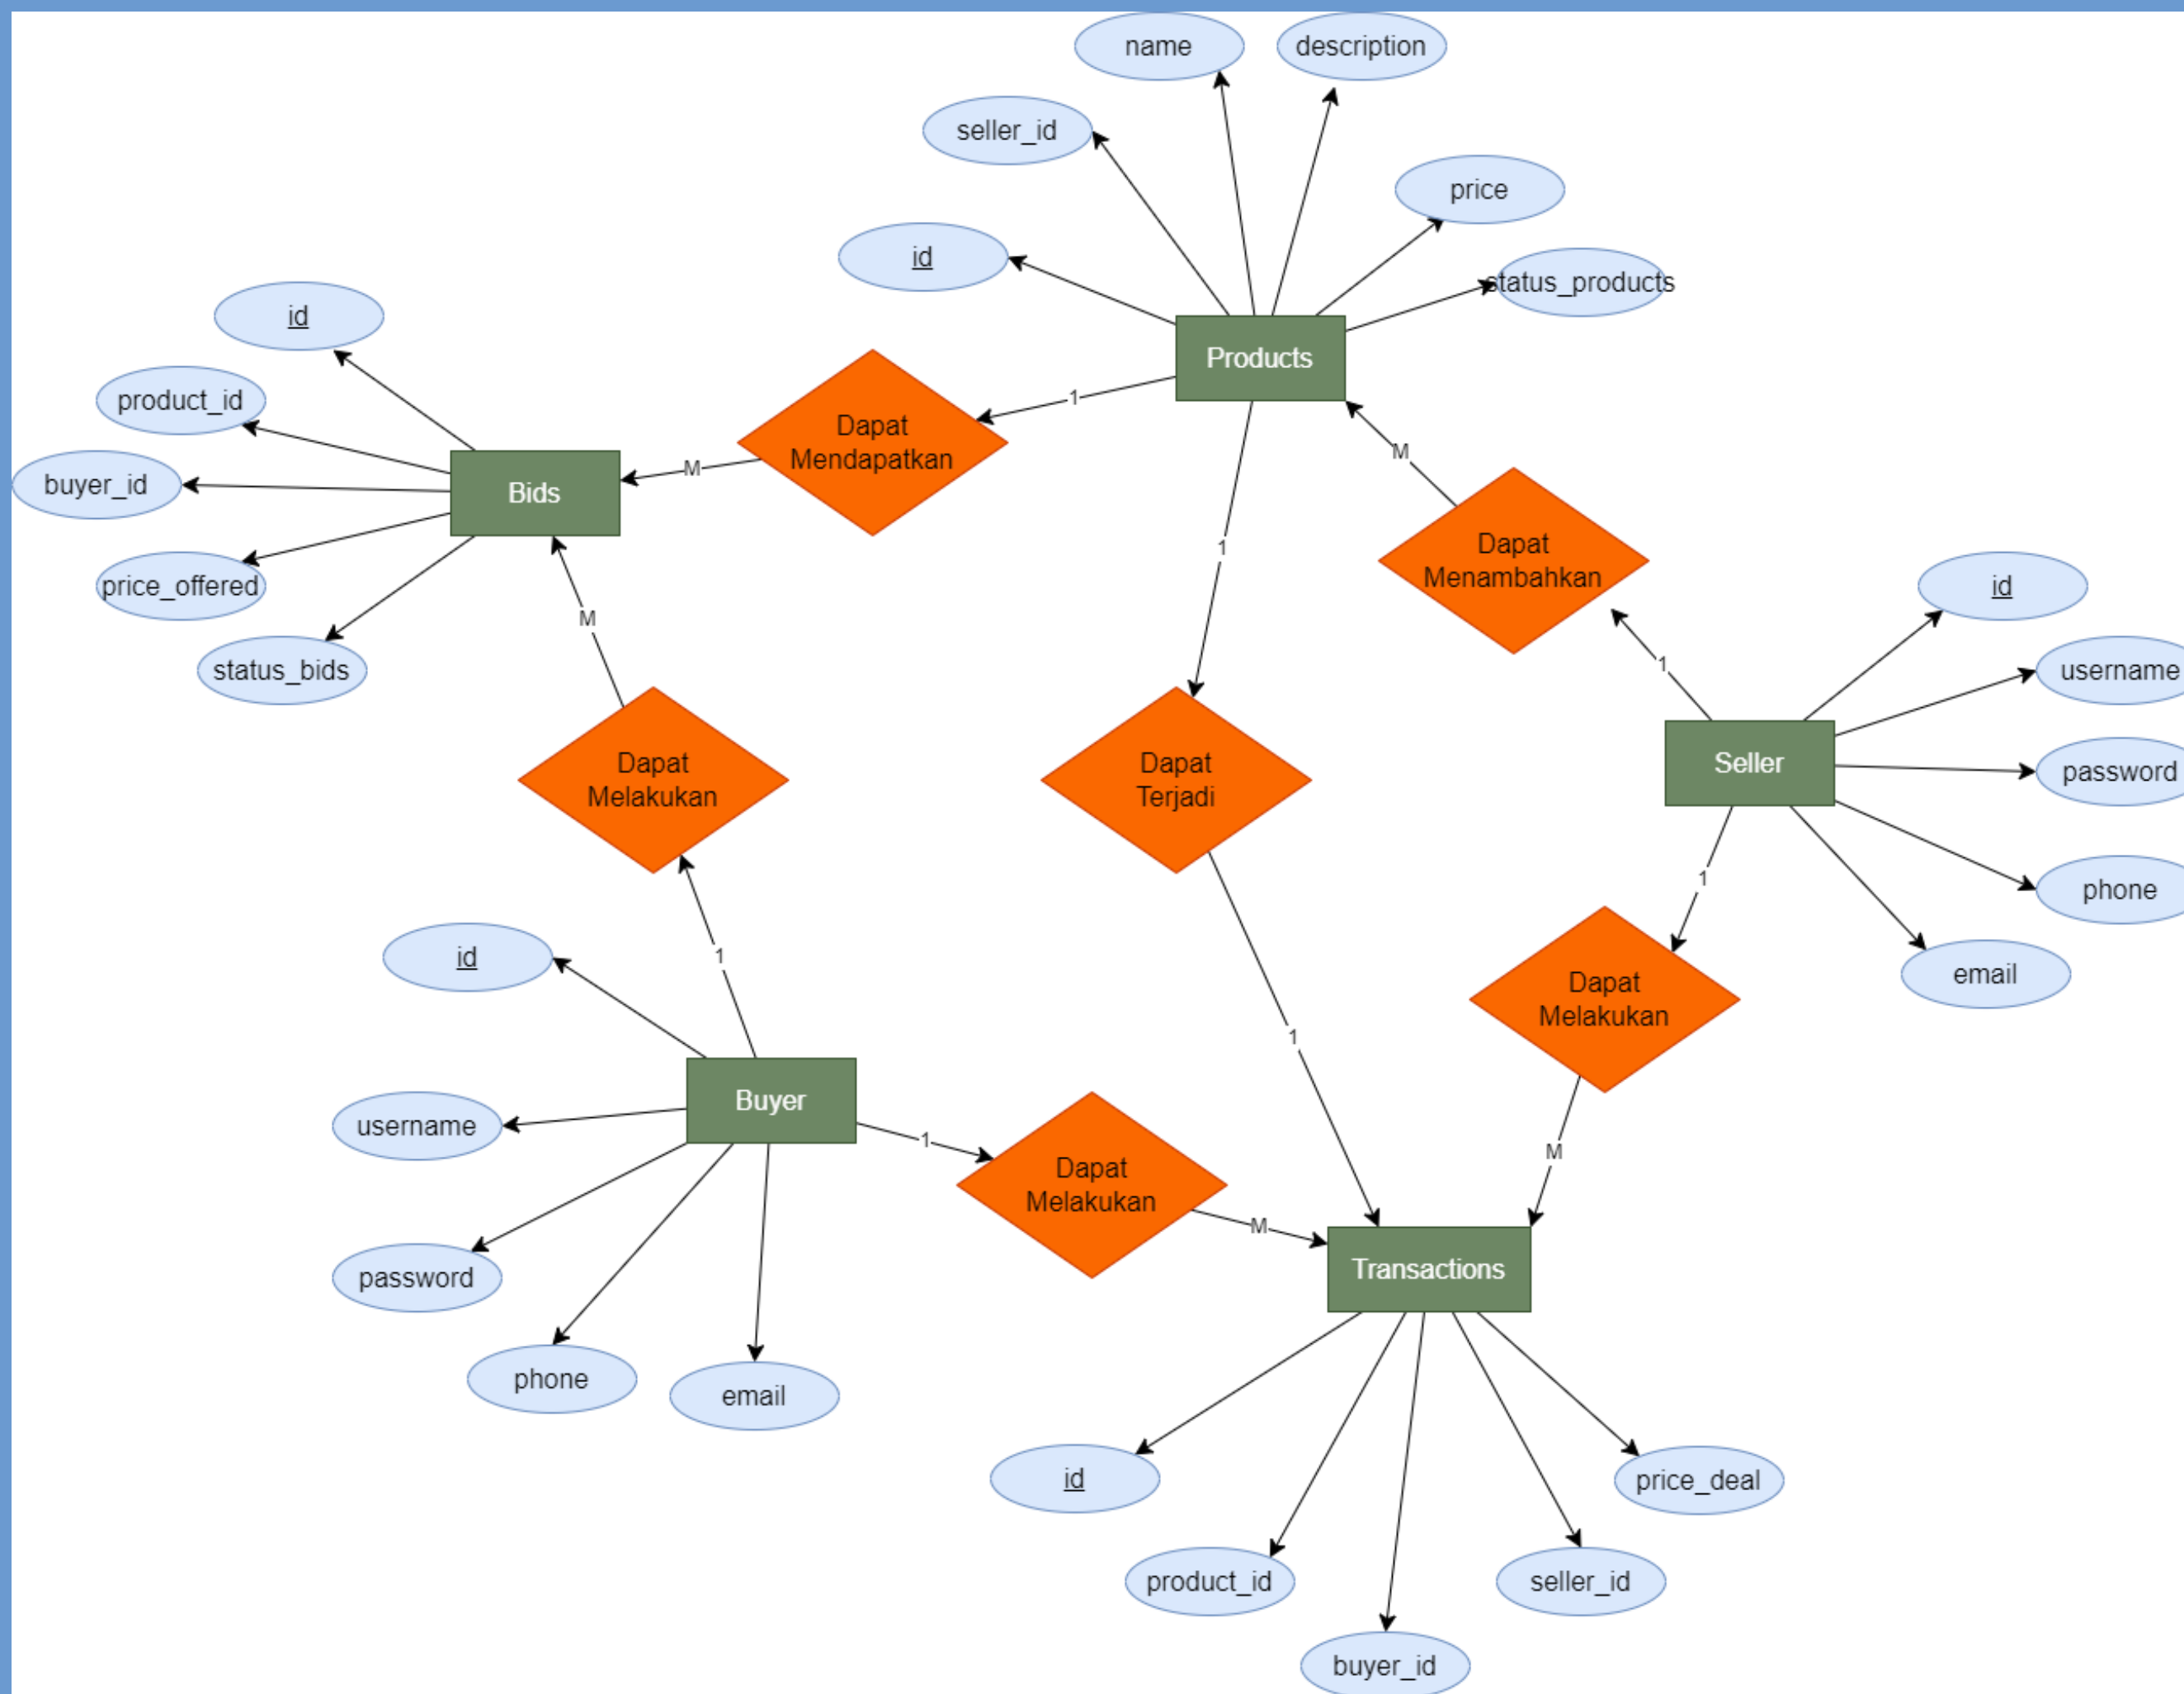 name
description
seller_id
price
id
status_products
id
Products
product_id
1
Dapat
Mendapatkan
M
M
buyer_id
Bids
1
Dapat
Menambahkan
price_offered
id
M
status_bids
1
username
Dapat
Melakukan
Dapat
Terjadi
Seller
password
1
phone
1
id
email
Dapat
Melakukan
1
Buyer
username
1
M
Dapat
Melakukan
M
Transactions
password
phone
email
id
price_deal
product_id
seller_id
buyer_id